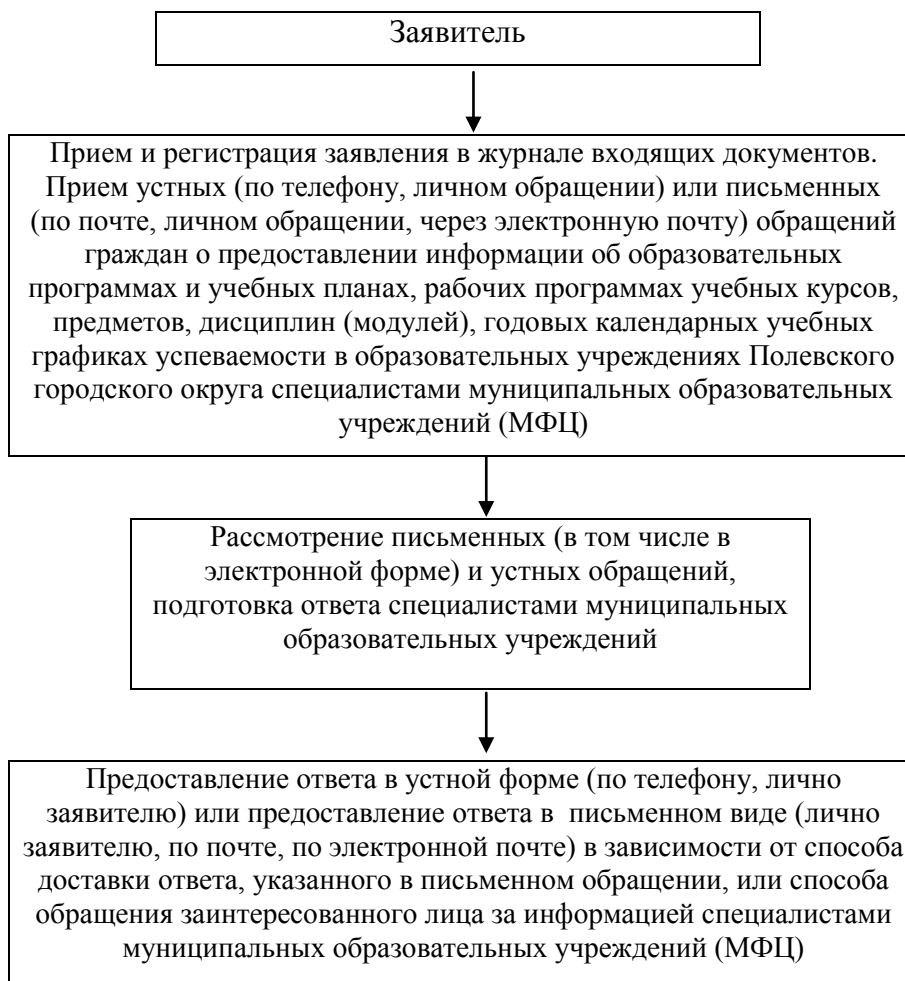 Заявитель
Прием и регистрация заявления в журнале входящих документов.
Прием устных (по телефону, личном обращении) или письменных
(по почте, личном обращении, через электронную почту) обращений
граждан о предоставлении информации об образовательных
программах и учебных планах, рабочих программах учебных курсов,
предметов, дисциплин (модулей), годовых календарных учебных
графиках успеваемости в образовательных учреждениях Полевского
городского округа специалистами муниципальных образовательных
учреждений (МФЦ)
Рассмотрение письменных (в том числе в
электронной форме) и устных обращений,
подготовка ответа специалистами муниципальных
образовательных учреждений
Предоставление ответа в устной форме (по телефону, лично
заявителю) или предоставление ответа в письменном виде (лично
заявителю, по почте, по электронной почте) в зависимости от способа
доставки ответа, указанного в письменном обращении, или способа
обращения заинтересованного лица за информацией специалистами
муниципальных образовательных учреждений (МФЦ)